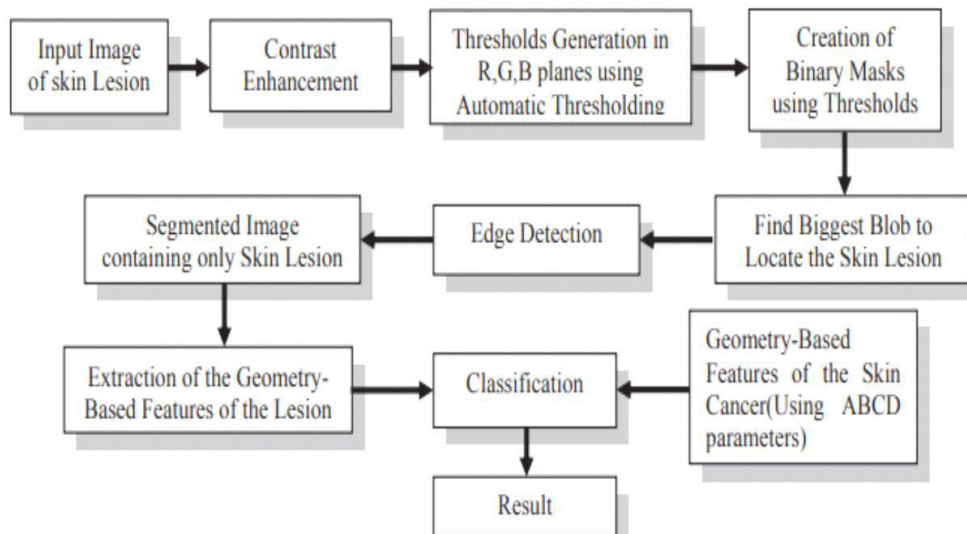 Input Image
of skin Lesion
Contrast
Enhancement
Thresholds Generation in
R,G,B planes using
Automatic Thresholding
Creation of
Binary Masks
using Thresholds
Segmented Image
containing only Skin Lesion
Edge Detection
Find Biggest Blob to
Locate the Skin Lesion
Extraction of the Geometry-
Based Features of the Lesion
Classification
Geometry-Based
Features of the Skin
Cancer(Using ABCD
parameters)
Result